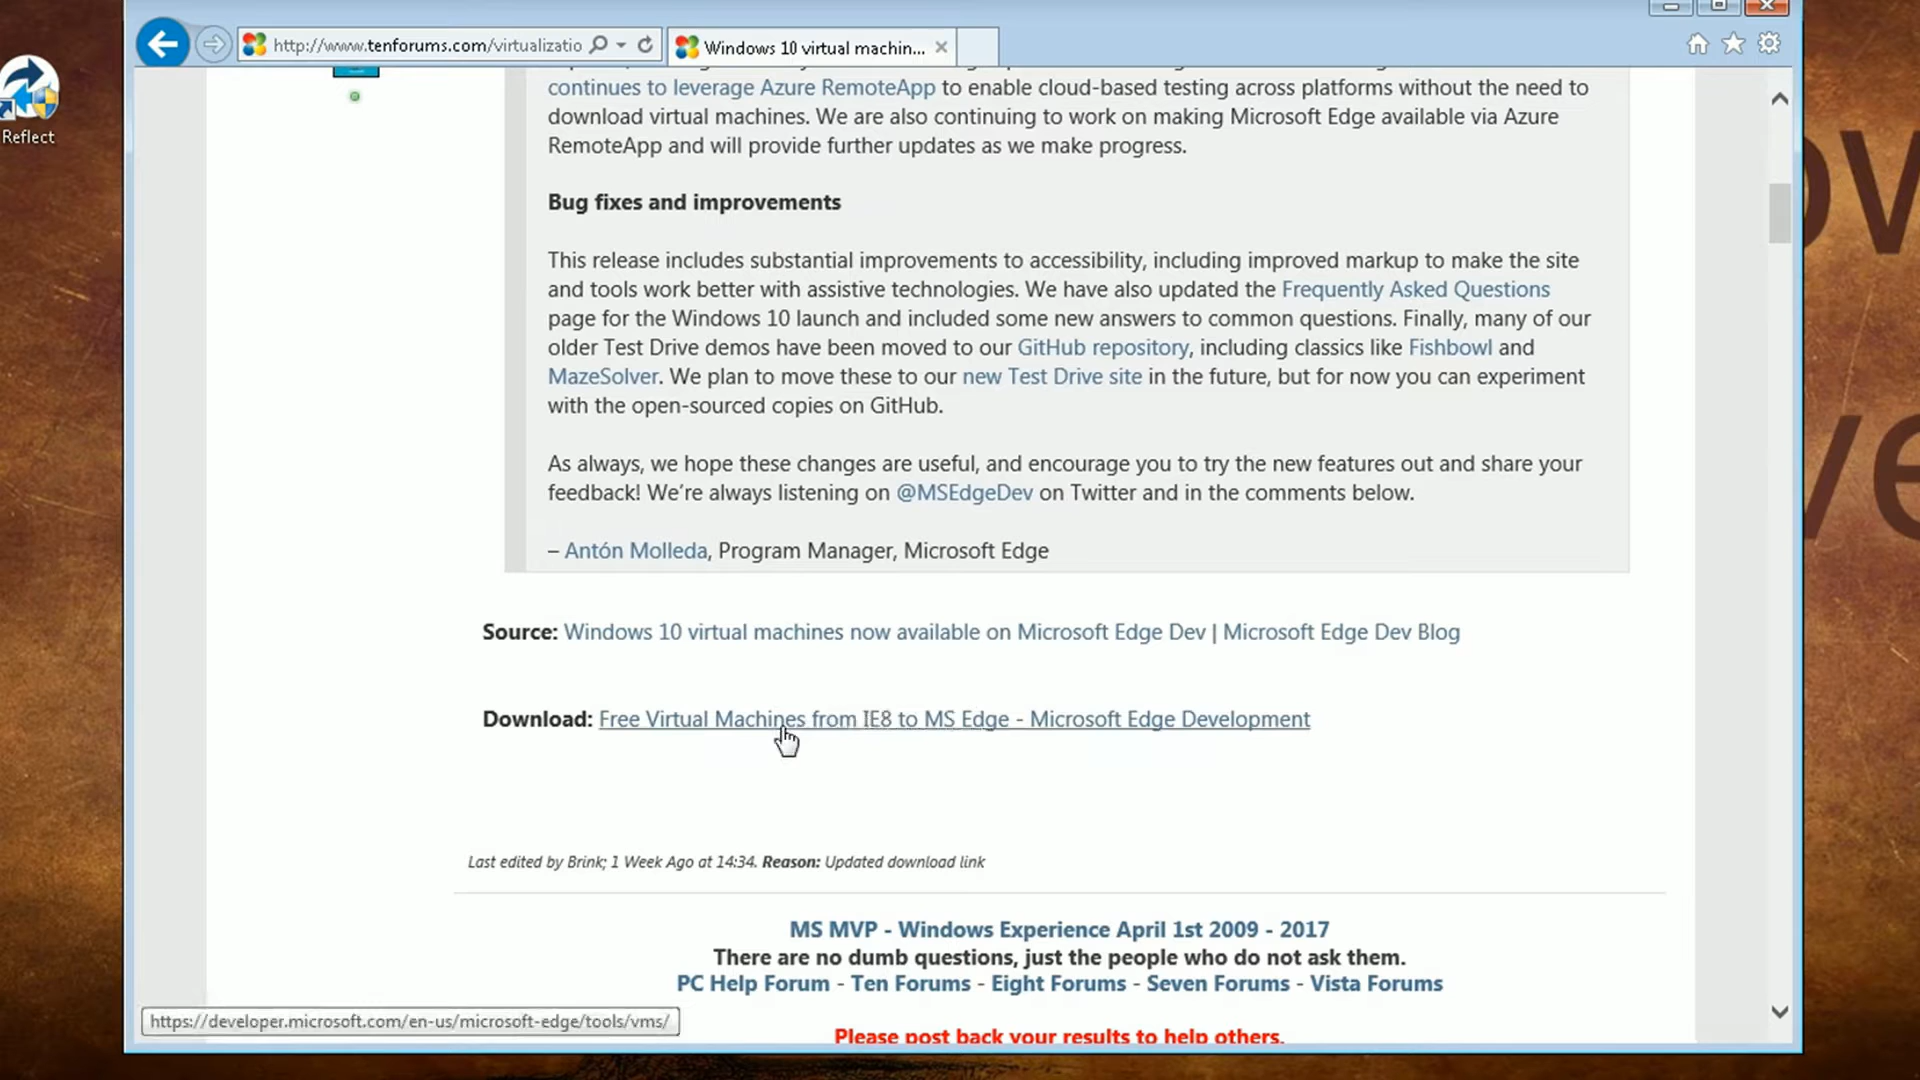 http://www.tenforums.com/virtualizatio
Windows 10 virtual machin...
Reflect
continues to leverage Azure RemoteApp to enable cloud-based testing across platforms without the need to
download virtual machines. We are also continuing to work on making Microsoft Edge available via Azure
RemoteApp and will provide further updates as we make progress.
Bug fixes and improvements
This release includes substantial improvements to accessibility, including improved markup to make the site
and tools work better with assistive technologies. We have also updated the Frequently Asked Questions
page for the Windows 10 launch and included some new answers to common questions. Finally, many of our
older Test Drive demos have been moved to our GitHub repository, including classics like Fishbowl and
MazeSolver. We plan to move these to our new Test Drive site in the future, but for now you can experiment
with the open-sourced copies on GitHub.
As always, we hope these changes are useful, and encourage you to try the new features out and share your
feedback! We're always listening on @MSEdgeDev on Twitter and in the comments below.
– Antón Molleda, Program Manager, Microsoft Edge
Source: Windows 10 virtual machines now available on Microsoft Edge Dev | Microsoft Edge Dev Blog
Download: Free Virtual Machines from IE8 to MS Edge - Microsoft Edge Development
Last edited by Brink; 1 Week Ago at 14:34. Reason: Updated download link
MS MVP - Windows Experience April 1st 2009 - 2017
There are no dumb questions, just the people who do not ask them.
PC Help Forum - Ten Forums - Eight Forums - Seven Forums - Vista Forums
https://developer.microsoft.com/en-us/microsoft-edge/tools/vms/
Please post back your results to help others.